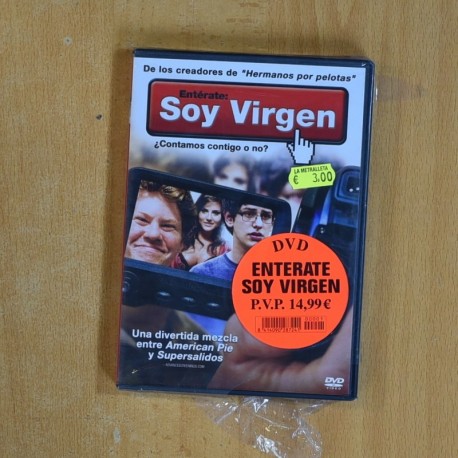 De los creadores de "Hermanos por pelotas"
Entérate:
Soy Virgen
¿Contamos contigo o no?
LA METRALLETA
€ 3,00
DVD
ENTERATE
SOY VIRGEN
P.V.P. 14,99 €
Una divertida mezcla
entre American Pie
y Supersalidos
DVD
VIDEO